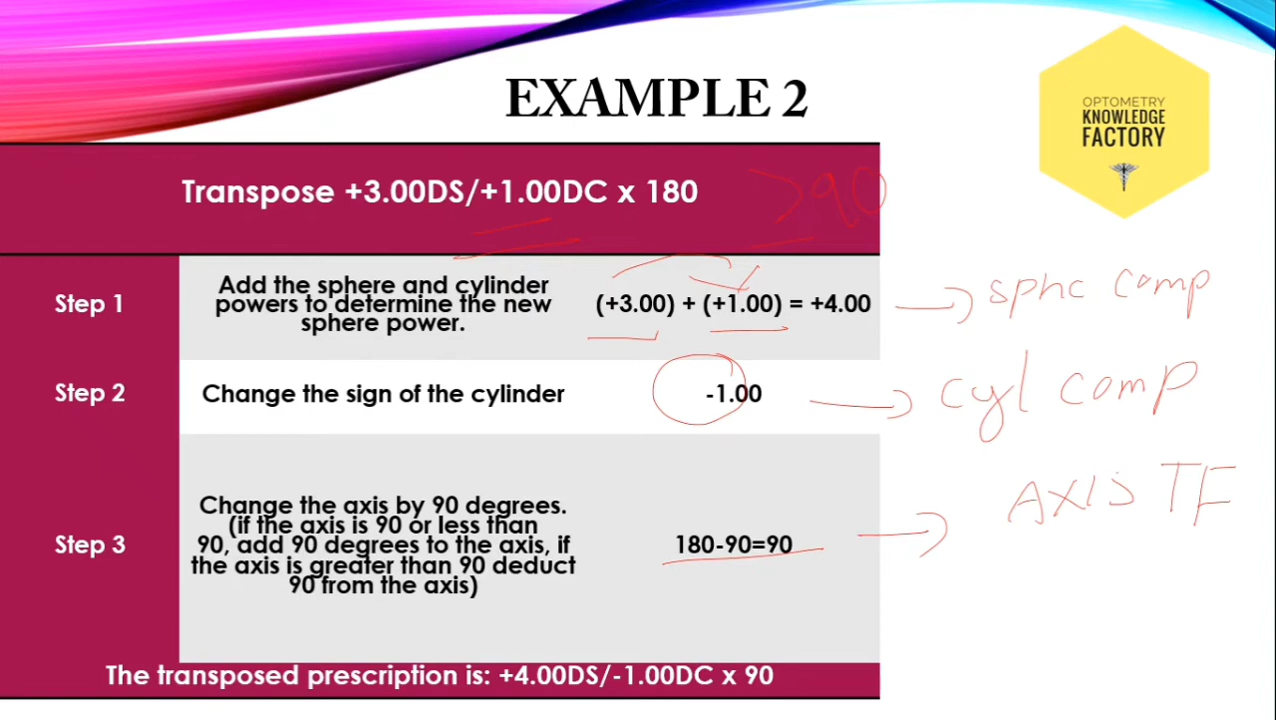 EXAMPLE 2
OPTOMETRY
KNOWLEDGE
FACTORY
Transpose +3.00DS/+1.00DC x 180
>90
Step 1
Add the sphere and cylinder
powers to determine the new
sphere power.
(+3.00) + (+1.00) = +4.00
sphc comp
Step 2
Change the sign of the cylinder
-1.00
cyl comp
Step 3
Change the axis by 90 degrees.
(if the axis is 90 or less than
90, add 90 degrees to the axis, if
the axis is greater than 90 deduct
90 from the axis)
180-90=90
AXIS TF
The transposed prescription is: +4.00DS/-1.00DC x 90